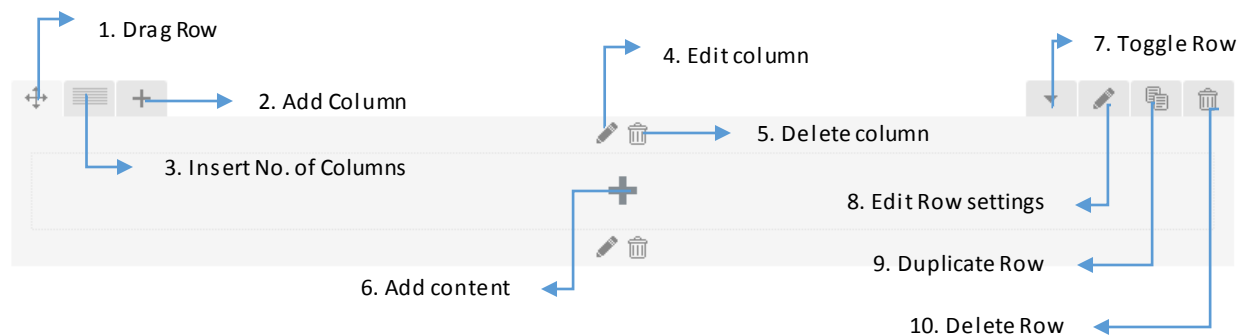 1. Drag Row
4. Edit column
7. Toggle Row
2. Add Column
5. Delete column
3. Insert No. of Columns
8. Edit Row settings
9. Duplicate Row
6. Add content
10. Delete Row